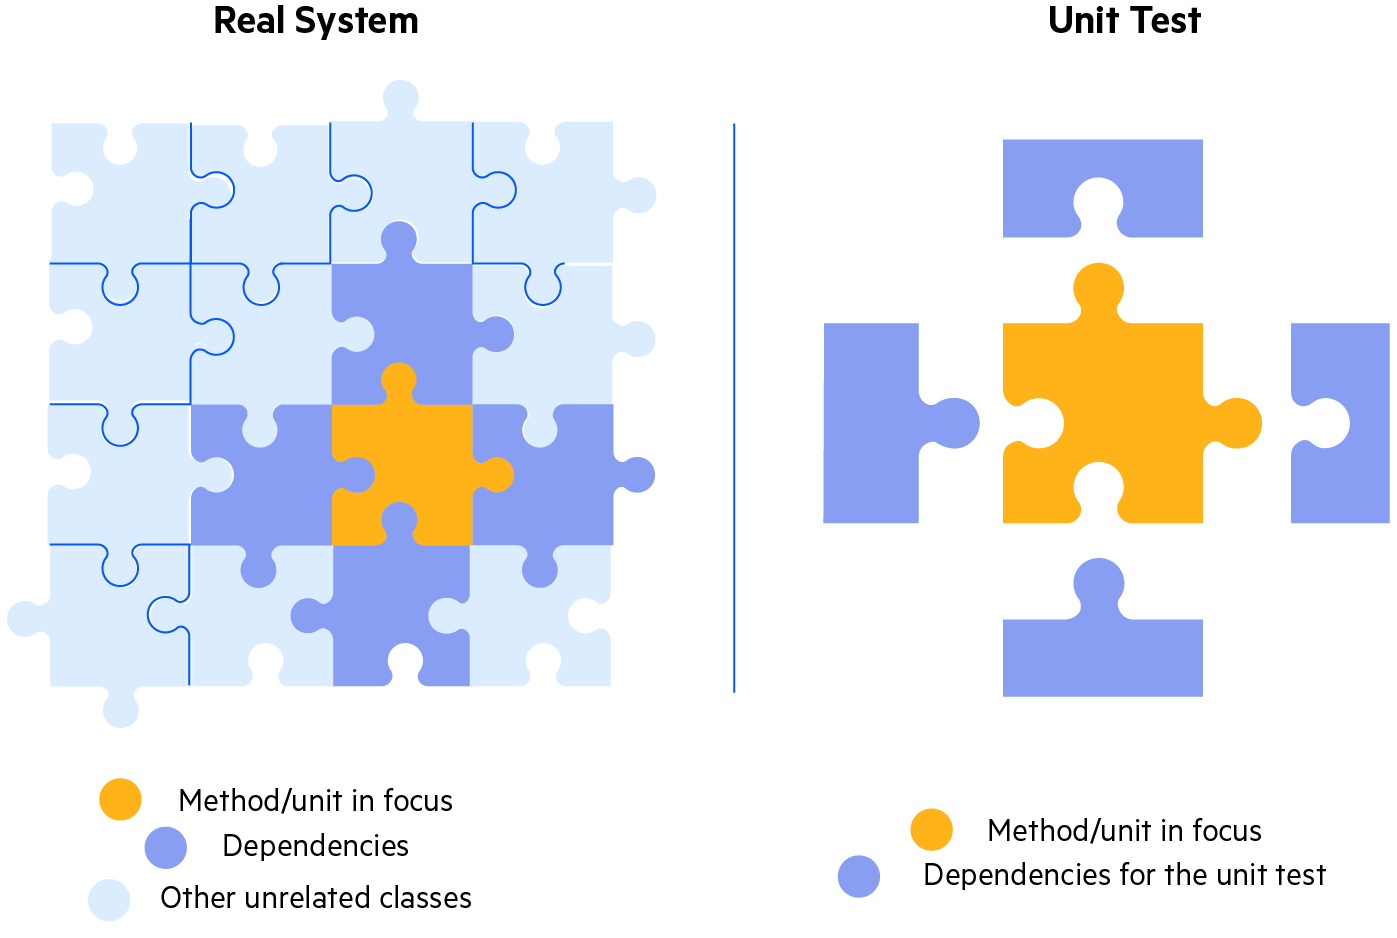 Real System
Unit Test
Method/unit in focus
Dependencies
Other unrelated classes
Method/unit in focus
Dependencies for the unit test